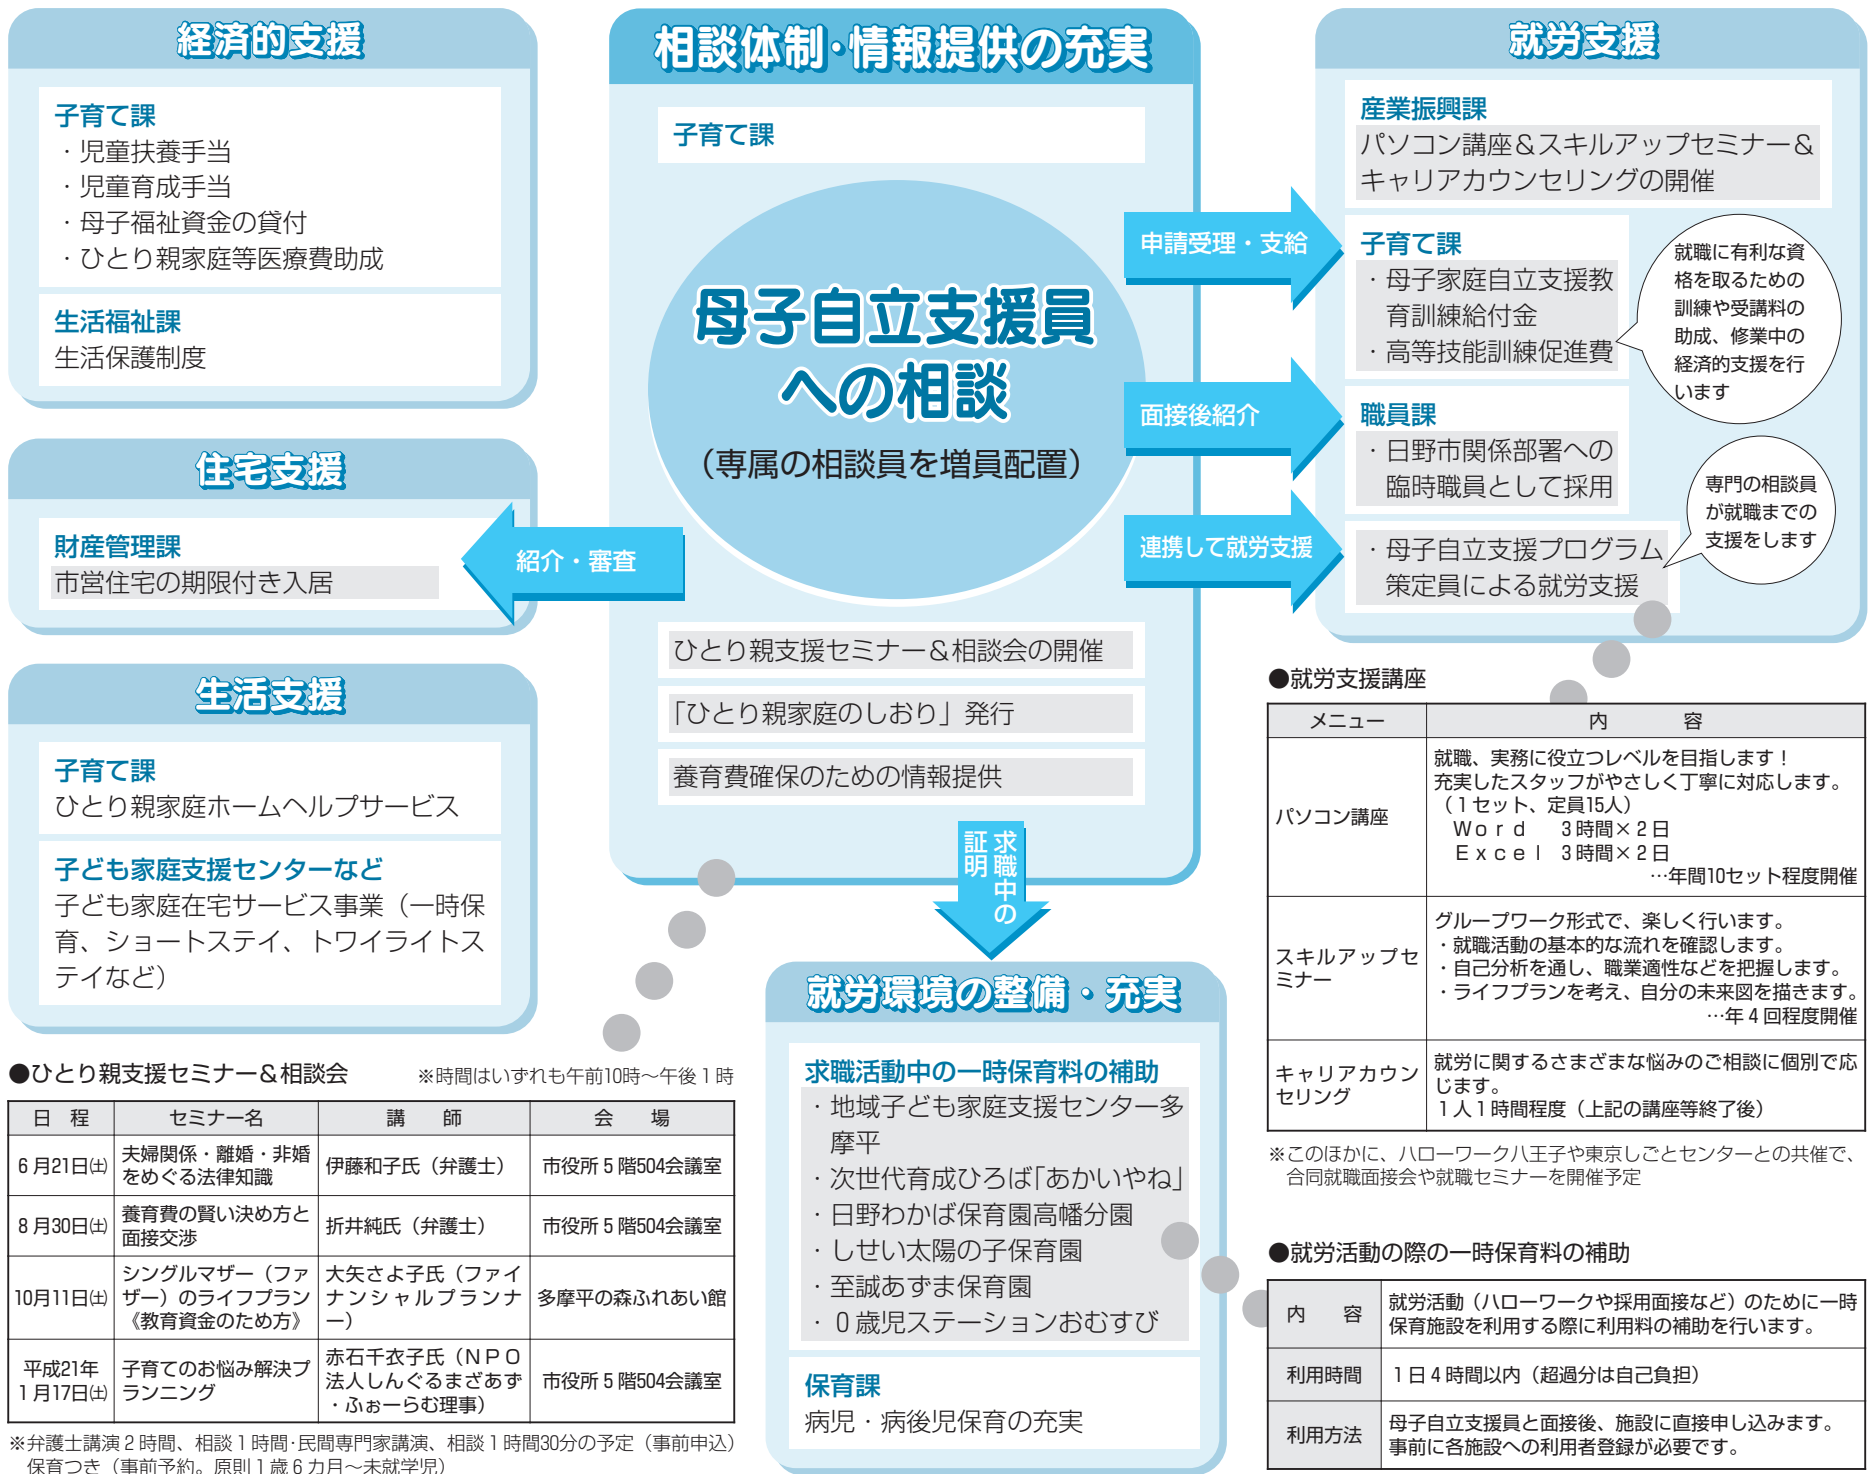 経済的支援
子育て課
・児童扶養手当
・児童育成手当
・母子福祉資金の貸付
・ひとり親家庭等医療費助成
生活福祉課
生活保護制度
住宅支援
財産管理課
市営住宅の期限付き入居
生活支援
子育て課
ひとり親家庭ホームヘルプサービス
子ども家庭支援センターなど
子ども家庭在宅サービス事業（一時保
育、ショートステイ、トワイライトス
テイなど）
相談体制・情報提供の充実
子育て課
母子自立支援員
への相談
（専属の相談員を増員配置）
紹介・審査
申請受理・支給
面接後紹介
連携して就労支援
ひとり親支援セミナー＆相談会の開催
「ひとり親家庭のしおり」発行
養育費確保のための情報提供
求職中の
証明
就労支援
産業振興課
パソコン講座＆スキルアップセミナー＆
キャリアカウンセリングの開催
子育て課
・母子家庭自立支援教
育訓練給付金
・高等技能訓練促進費
就職に有利な資
格を取るための
訓練や受講料の
助成、修業中の
経済的支援を行
います
職員課
・日野市関係部署への
臨時職員として採用
・母子自立支援プログラム
策定員による就労支援
専門の相談員
が就職までの
支援をします
就労環境の整備・充実
求職活動中の一時保育料の補助
・地域子ども家庭支援センター多
摩平
・次世代育成ひろば「あかいやね」
・日野わかば保育園高幡分園
・しせい太陽の子保育園
・至誠あずま保育園
・０歳児ステーションおむすび
保育課
病児・病後児保育の充実
●ひとり親支援セミナー＆相談会　※時間はいずれも午前10時～午後１時
日　程　セミナー名　講　師　会　場
６月21日㈯　夫婦関係・離婚・非婚
をめぐる法律知識　伊藤和子氏（弁護士）　市役所５階504会議室
８月30日㈯　養育費の賢い決め方と
面接交渉　折井純氏（弁護士）　市役所５階504会議室
10月11日㈯　シングルマザー（ファ
ザー）のライフプラン
《教育資金のため方》　大矢さよ子氏（ファイ
ナンシャルプランナ
ー）　多摩平の森ふれあい館
平成21年
１月17日㈯　子育てのお悩み解決プ
ランニング　赤石千衣子氏（ＮＰＯ
法人しんぐるまざあず
・ふぉーらむ理事）　市役所５階504会議室
※弁護士講演２時間、相談１時間･民間専門家講演、相談１時間30分の予定（事前申込）
保育つき（事前予約。原則１歳６カ月～未就学児）
●就労支援講座
メニュー　内　容
パソコン講座　就職、実務に役立つレベルを目指します！
充実したスタッフがやさしく丁寧に対応します。
（１セット、定員15人）
Ｗｏｒｄ　３時間×２日
Ｅｘｃｅｌ　３時間×２日
…年間10セット程度開催
スキルアップセ
ミナー　グループワーク形式で、楽しく行います。
・就職活動の基本的な流れを確認します。
・自己分析を通し、職業適性などを把握します。
・ライフプランを考え、自分の未来図を描きます。
…年４回程度開催
キャリアカウン
セリング　就労に関するさまざまな悩みのご相談に個別で応
じます。
１人１時間程度（上記の講座等終了後）
※このほかに、ハローワーク八王子や東京しごとセンターとの共催で、
合同就職面接会や就職セミナーを開催予定
●就労活動の際の一時保育料の補助
内　容　就労活動（ハローワークや採用面接など）のために一時
保育施設を利用する際に利用料の補助を行います。
利用時間　１日４時間以内（超過分は自己負担）
利用方法　母子自立支援員と面接後、施設に直接申し込みます。
事前に各施設への利用者登録が必要です。